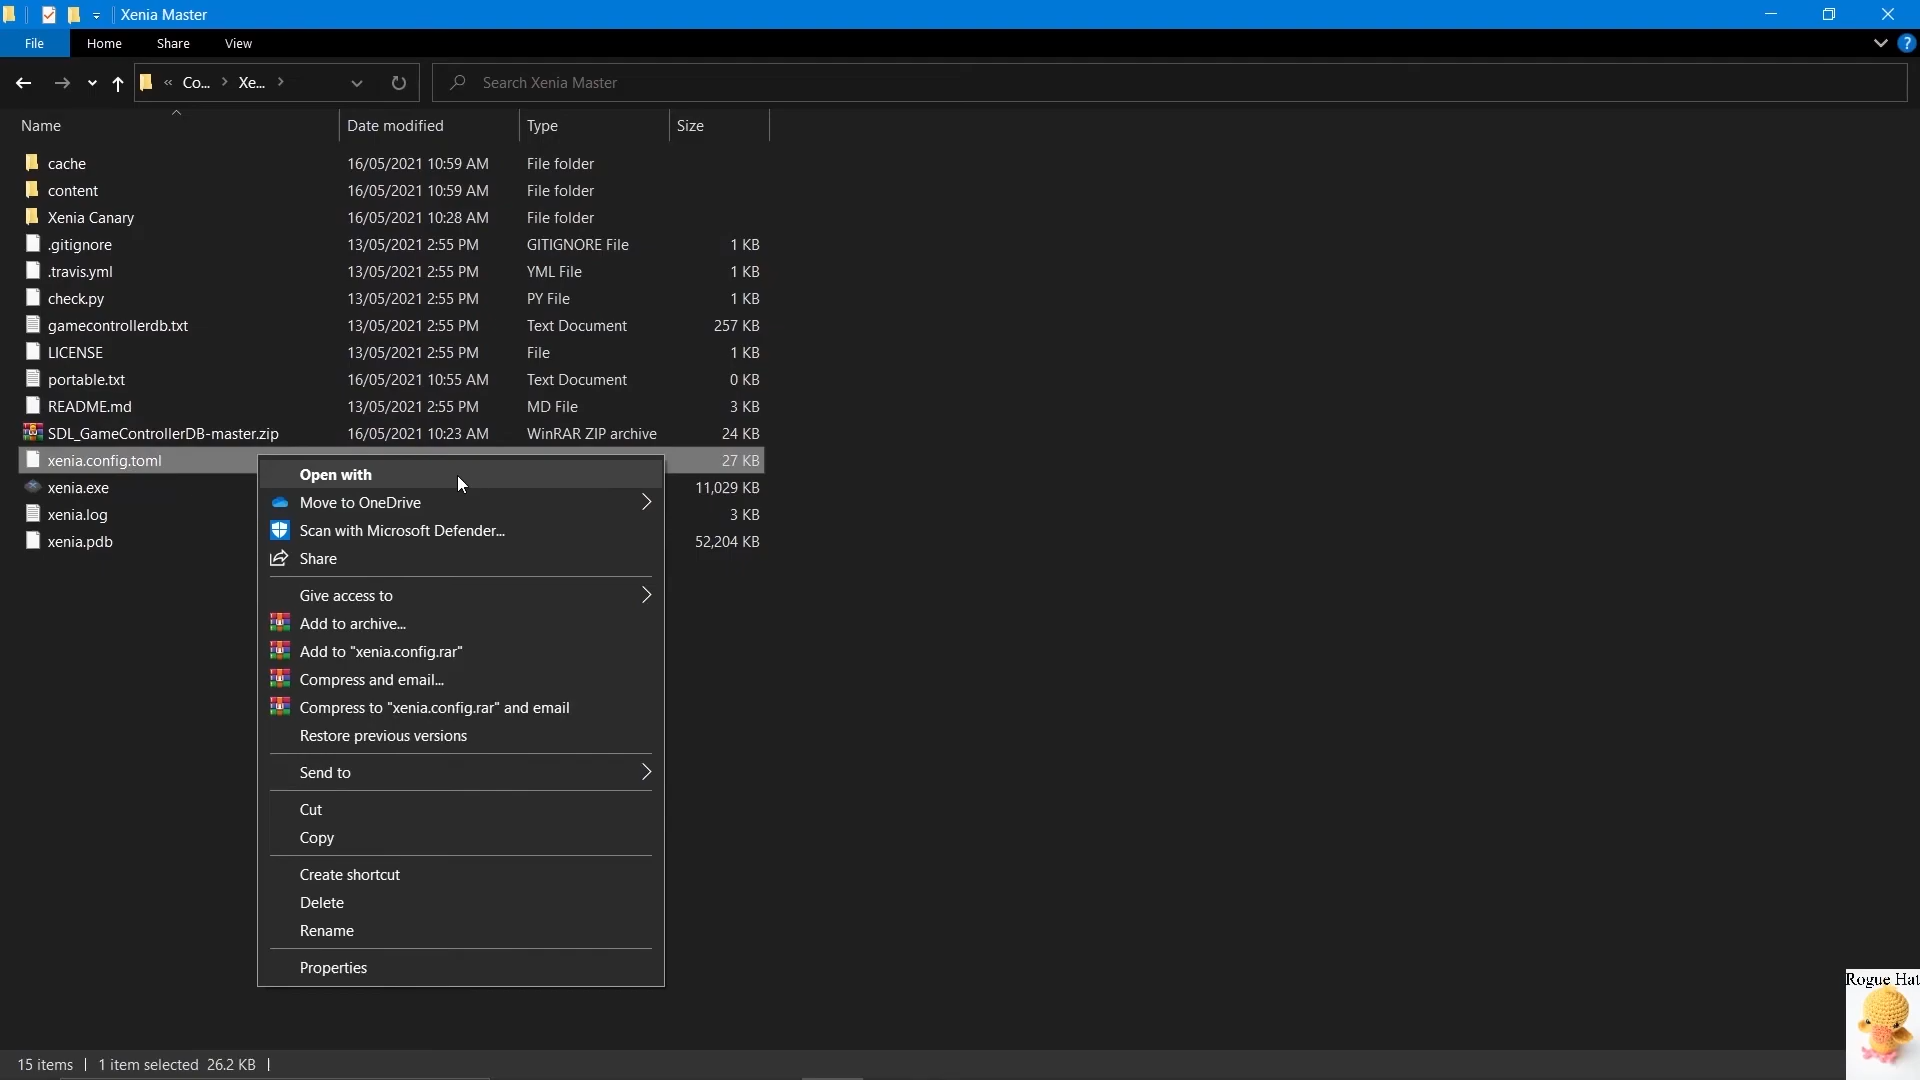 Xenia Master
File Home Share View
« Co... Xe... Search Xenia Master
Name Date modified Type Size
cache 16/05/2021 10:59 AM File folder
content 16/05/2021 10:59 AM File folder
Xenia Canary 16/05/2021 10:28 AM File folder
.gitignore 13/05/2021 2:55 PM GITIGNORE File 1 KB
.travis.yml 13/05/2021 2:55 PM YML File 1 KB
check.py 13/05/2021 2:55 PM PY File 1 KB
gamecontrollerdb.txt 13/05/2021 2:55 PM Text Document 257 KB
LICENSE 13/05/2021 2:55 PM File 1 KB
portable.txt 16/05/2021 10:55 AM Text Document 0 KB
README.md 13/05/2021 2:55 PM MD File 3 KB
SDL_GameControllerDB-master.zip 16/05/2021 10:23 AM WinRAR ZIP archive 24 KB
xenia.config.toml 27 KB
xenia.exe 11,029 KB
xenia.log 3 KB
xenia.pdb 52,204 KB
Open with
Move to OneDrive
Scan with Microsoft Defender...
Share
Give access to
Add to archive...
Add to "xenia.config.rar"
Compress and email...
Compress to "xenia.config.rar" and email
Restore previous versions
Send to
Cut
Copy
Create shortcut
Delete
Rename
Properties
Rogue Hat
15 items | 1 item selected 26.2 KB |